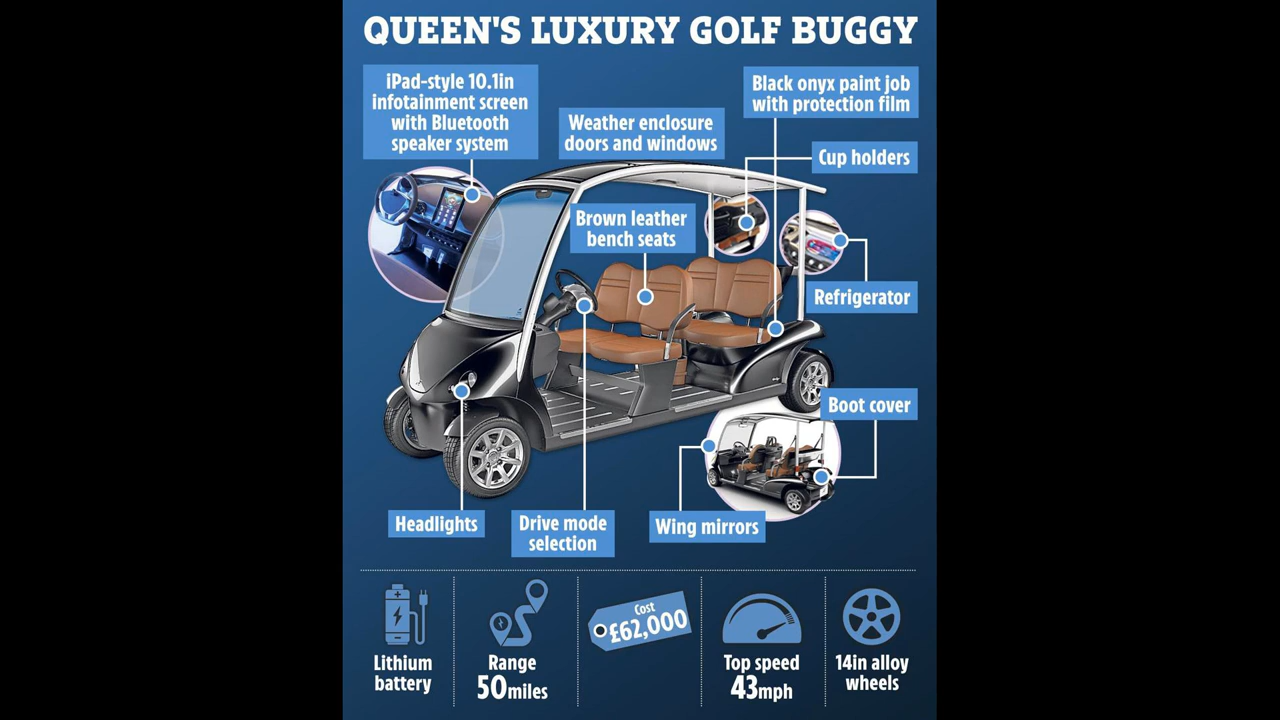 QUEEN'S LUXURY GOLF BUGGY
iPad-style 10.1in
infotainment screen
with Bluetooth
speaker system
Weather enclosure
doors and windows
Black onyx paint job
with protection film
Cup holders
Brown leather
bench seats
Refrigerator
Boot cover
Headlights
Drive mode
selection
Wing mirrors
Lithium
battery
Range
50miles
Cost
£62,000
Top speed
43mph
14in alloy
wheels